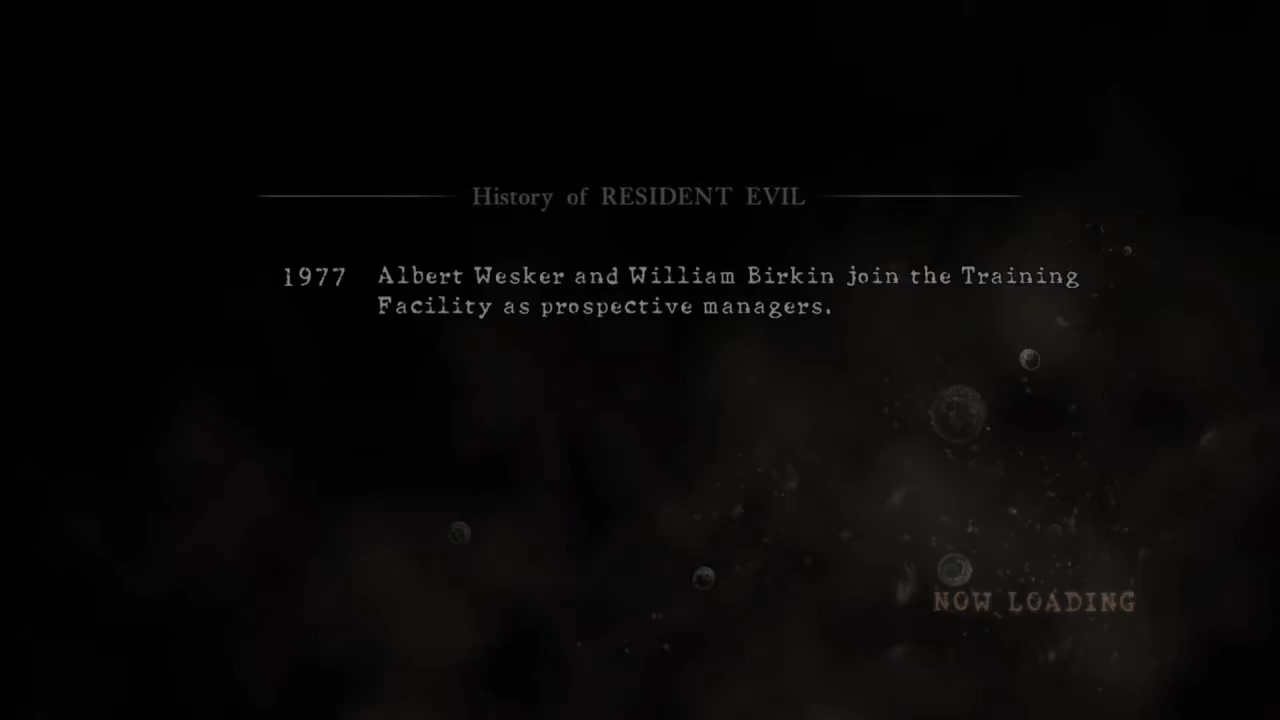 History of RESIDENT EVIL
1977 Albert Wesker and William Birkin join the Training
Facility as prospective managers.
NOW LOADING